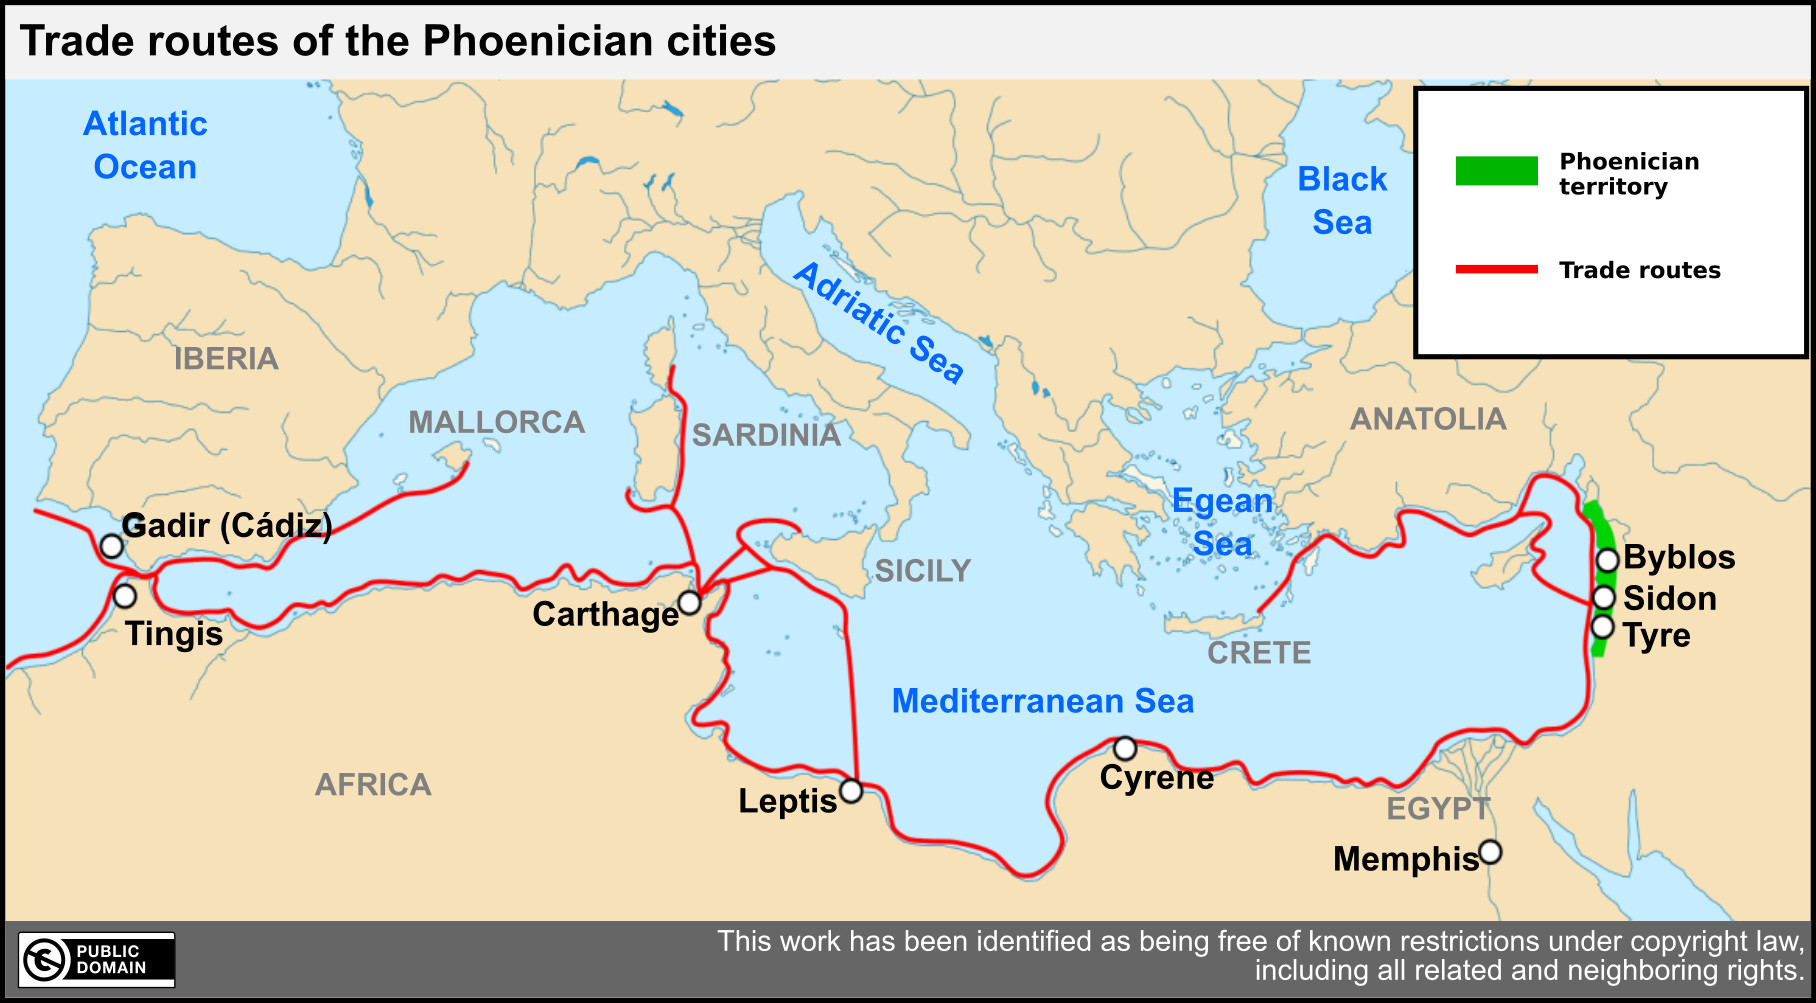 Trade routes of the Phoenician cities
Atlantic
Ocean
Black
Sea
Phoenician
territory
Trade routes
Adriatic Sea
IBERIA
MALLORCA
SARDINIA
ANATOLIA
Egean
Sea
Gadir (Cádiz)
SICILY
Byblos
Sidon
Tyre
Carthage
Tingis
CRETE
Mediterranean Sea
AFRICA
Leptis
Cyrene
EGYPT
Memphis
PUBLIC
DOMAIN
This work has been identified as being free of known restrictions under copyright law,
including all related and neighboring rights.